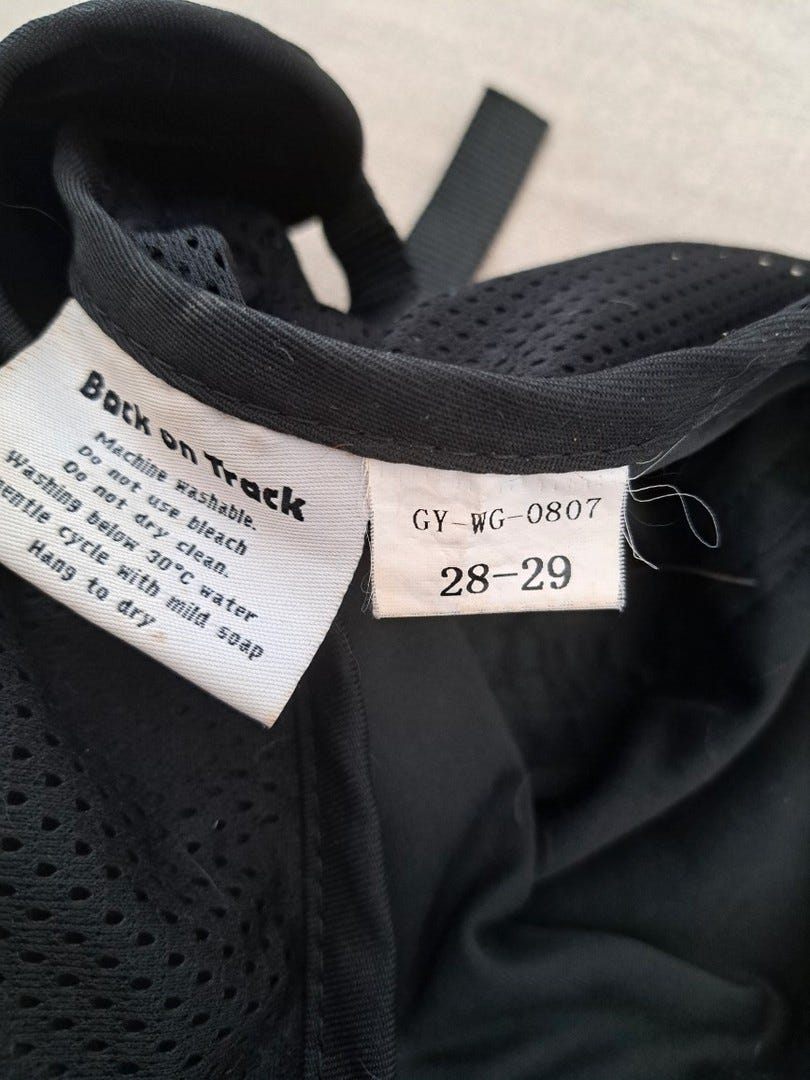 Back on Track
Machine washable.
Do not use bleach
Do not dry clean.
Washing below 30°C water
gentle cycle with mild soap
Hang to dry
GY-WG-0807
28-29